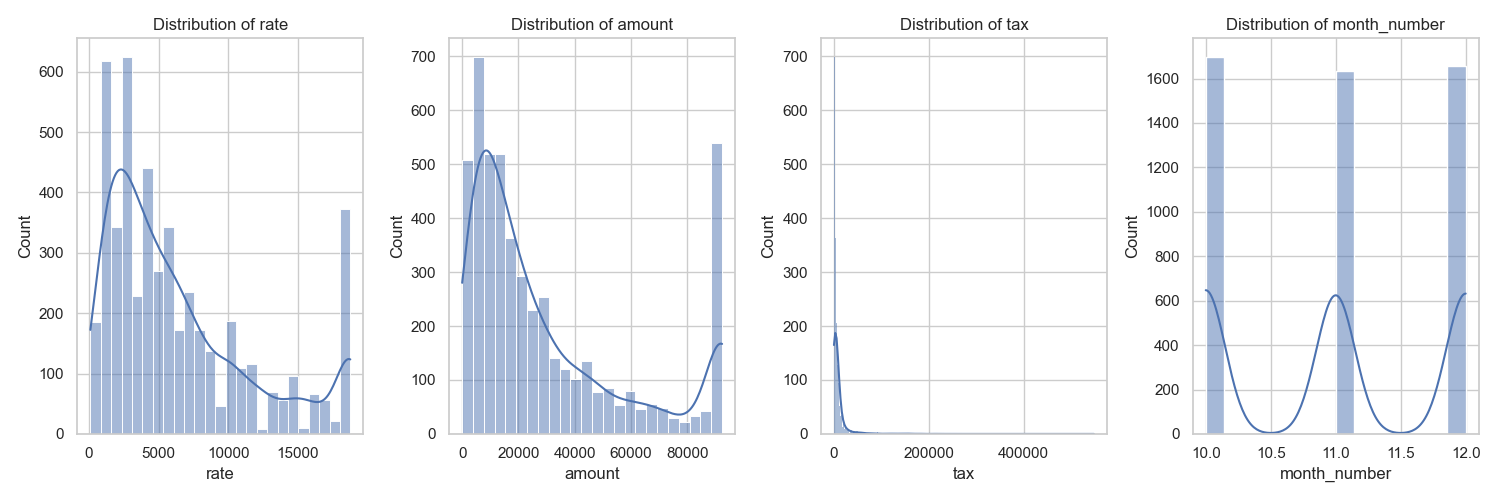 Distribution of rate
600
500
400
300
200
100
0
Count
0 5000 10000 15000
rate
Distribution of amount
700
600
500
400
300
200
100
0
Count
0 20000 40000 60000 80000
amount
Distribution of tax
700
600
500
400
300
200
100
0
Count
0 200000 400000
tax
Distribution of month_number
1600
1400
1200
1000
800
600
400
200
0
Count
10.0 10.5 11.0 11.5 12.0
month_number